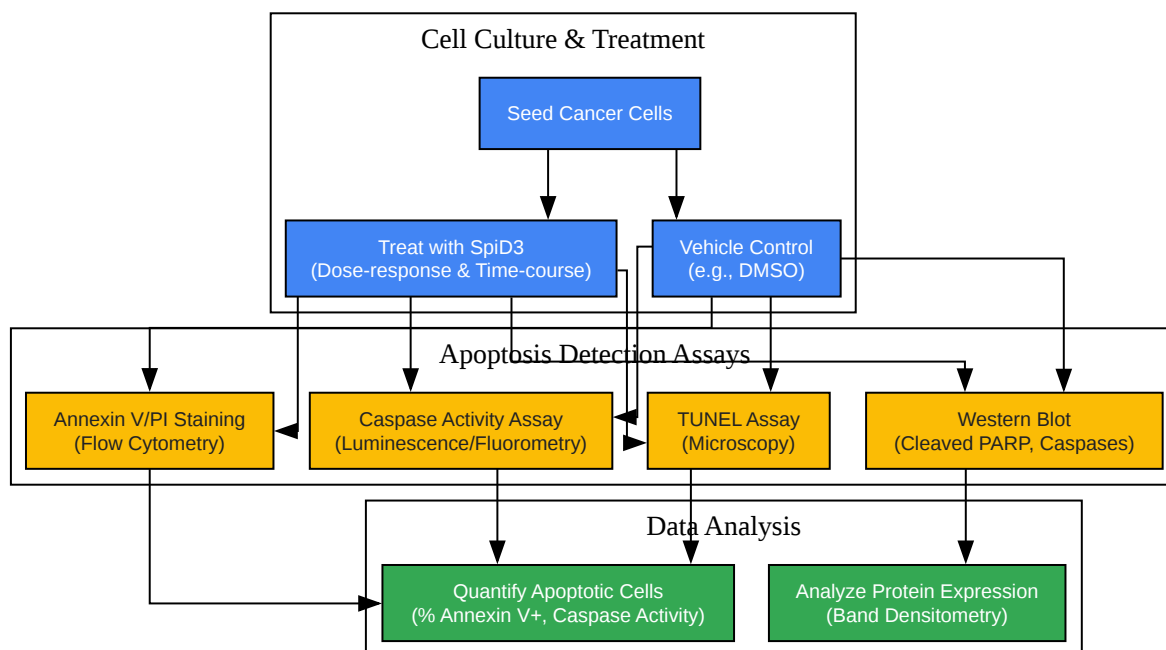 Cell Culture & Treatment
Seed Cancer Cells
Treat with SpiD3
(Dose-response & Time-course)
Vehicle Control
(e.g., DMSO)
Apoptosis Detection Assays
Annexin V/PI Staining
(Flow Cytometry)
Caspase Activity Assay
(Luminescence/Fluorometry)
TUNEL Assay
(Microscopy)
Western Blot
(Cleaved PARP, Caspases)
Data Analysis
Quantify Apoptotic Cells
(% Annexin V+, Caspase Activity)
Analyze Protein Expression
(Band Densitometry)